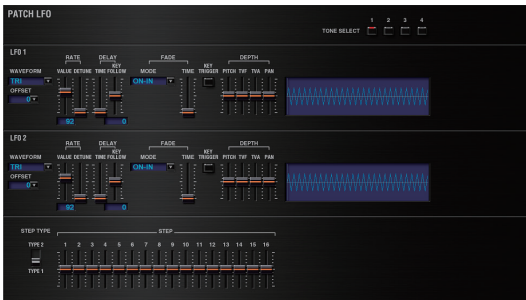 PATCH LFO
TONE SELECT 1 2 3 4
LFO 1
RATE DELAY FADE DEPTH
KEY KEY
WAVEFORM VALUE DETUNE TIME FOLLOW MODE TIME TRIGGER PITCH TVF TVA PAN
TRI ON-IN
OFFSET
0
92 0
LFO 2
RATE DELAY FADE DEPTH
KEY KEY
WAVEFORM VALUE DETUNE TIME FOLLOW MODE TIME TRIGGER PITCH TVF TVA PAN
TRI ON-IN
OFFSET
0
92 0
STEP TYPE STEP
TYPE 2 1 2 3 4 5 6 7 8 9 10 11 12 13 14 15 16
TYPE 1